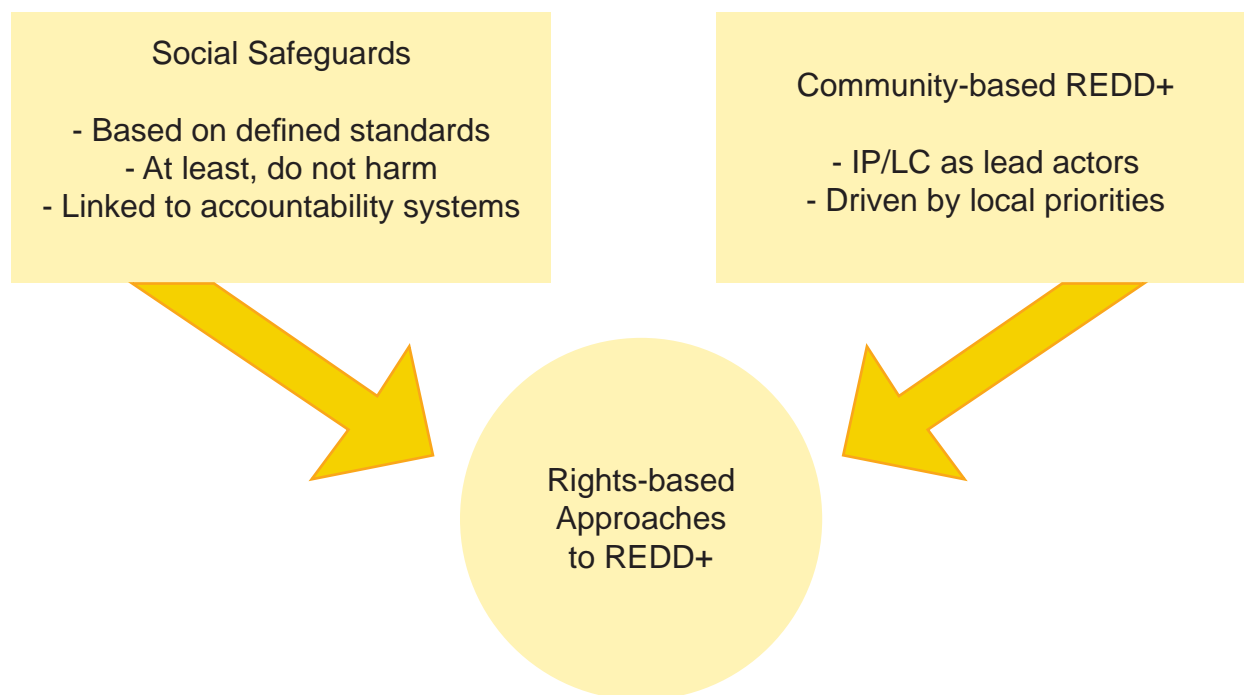 Social Safeguards
- Based on defined standards
- At least, do not harm
- Linked to accountability systems
Community-based REDD+
- IP/LC as lead actors
- Driven by local priorities
Rights-based
Approaches
to REDD+